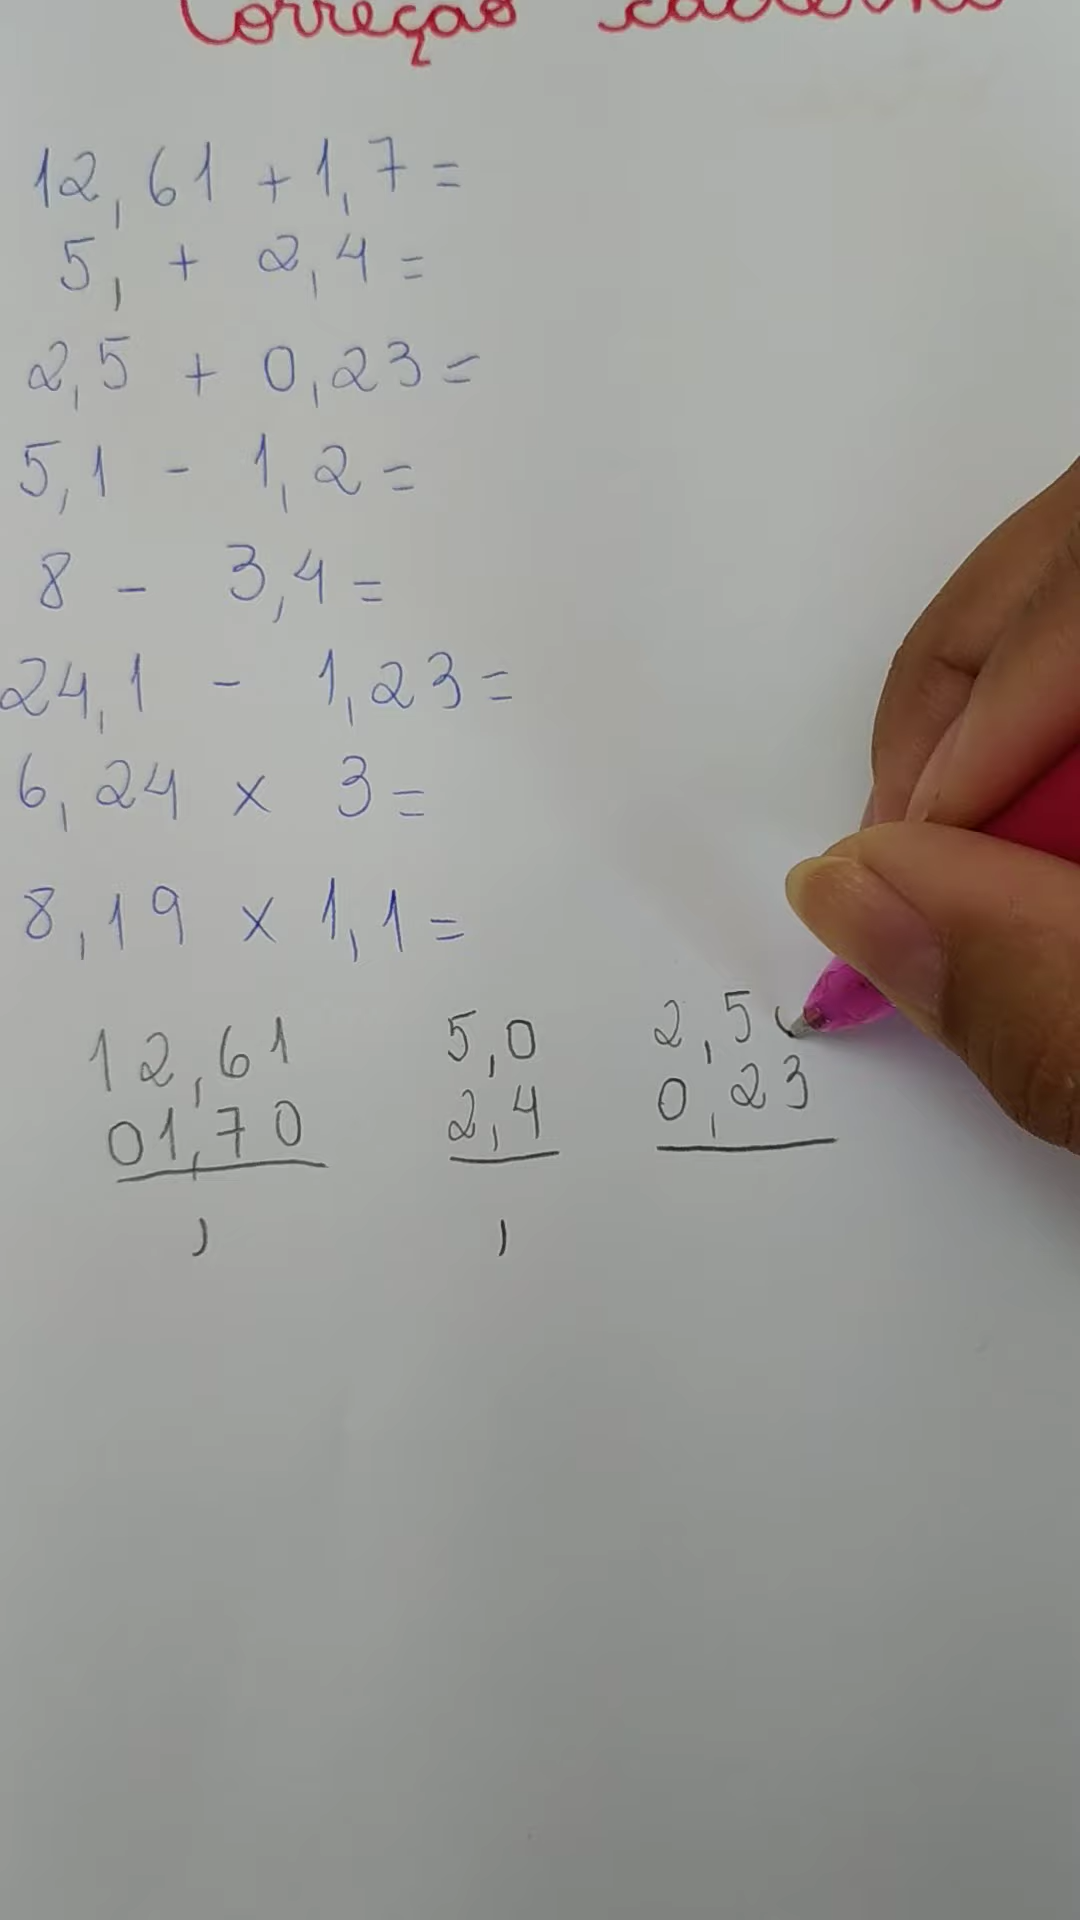 Correção caderno
12,61 + 1,7 =
5, + 2,4 =
2,5 + 0,23 =
5,1 - 1,2 =
8 - 3,4 =
24,1 - 1,23 =
6,24 x 3 =
8,19 x 1,1 =
12,61 5,0 2,5
01,70 2,4 0,23
, ,